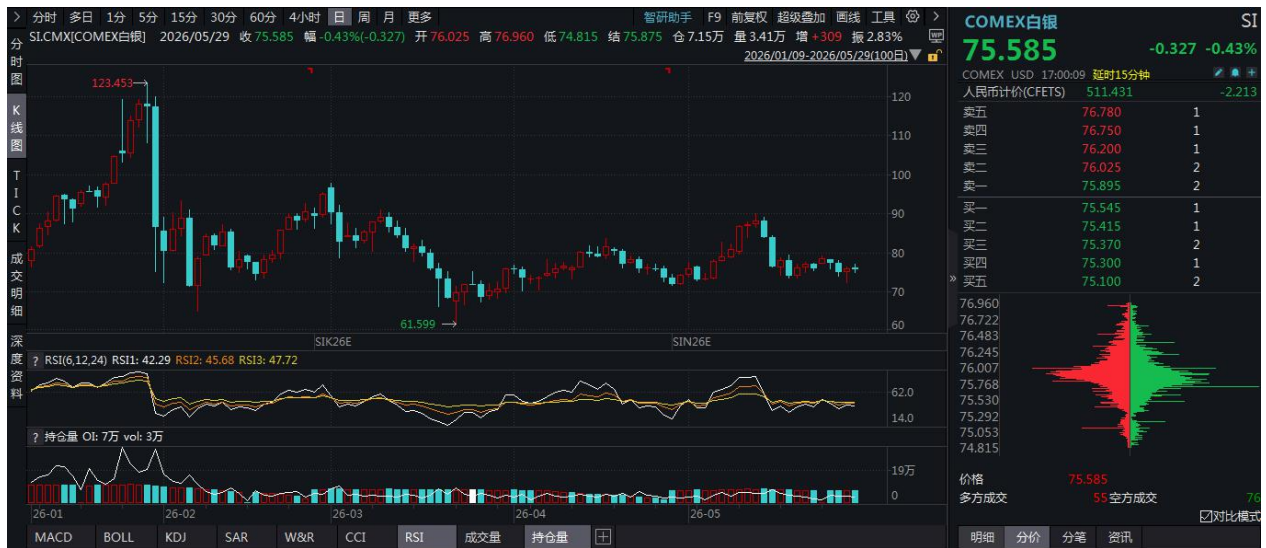 分时 多日 1分 5分 15分 30分 60分 4小时 日 周 月 更多 智研助手 F9 前复权 超级叠加 画线 工具
SI.CMX[COMEX白银] 2026/05/29 收75.585 幅-0.43%(-0.327) 开76.025 高76.960 低74.815 结75.875 仓7.15万 量3.41万 增+309 振2.83%
2026/01/09-2026/05/29(100日)
分时图
K线图
TICK
成交明细
深度资料
123.453
61.599
120
110
100
90
80
70
60
SIK26E SIN26E
? RSI(6,12,24) RSI1: 42.29 RSI2: 45.68 RSI3: 47.72
62.0
14.0
? 持仓量 OI: 7万 vol: 3万
19万
0
26-01 26-02 26-03 26-04 26-05
MACD BOLL KDJ SAR W&R CCI RSI 成交量 持仓量
COMEX白银 SI
75.585 -0.327 -0.43%
COMEX USD 17:00:09 延时15分钟
人民币计价(CFETS) 511.431 -2.213
卖五 76.780 1
卖四 76.750 1
卖三 76.200 1
卖二 76.025 2
卖一 75.895 2
买一 75.545 1
买二 75.415 1
买三 75.370 2
买四 75.300 1
买五 75.100 2
76.960
76.722
76.483
76.245
76.007
75.768
75.530
75.292
75.053
74.815
价格 75.585
多方成交 55 空方成交 76
对比模式
明细 分价 分笔 资讯